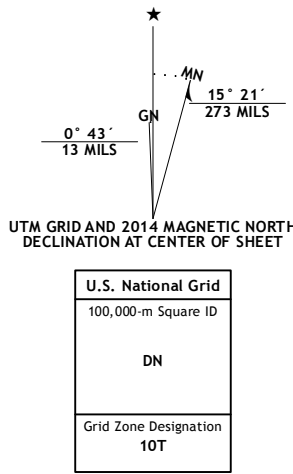 MN
15° 21´
273 MILS
GN
0° 43´
13 MILS
UTM GRID AND 2014 MAGNETIC NORTH
DECLINATION AT CENTER OF SHEET
U.S. National Grid
100,000-m Square ID
DN
Grid Zone Designation
10T